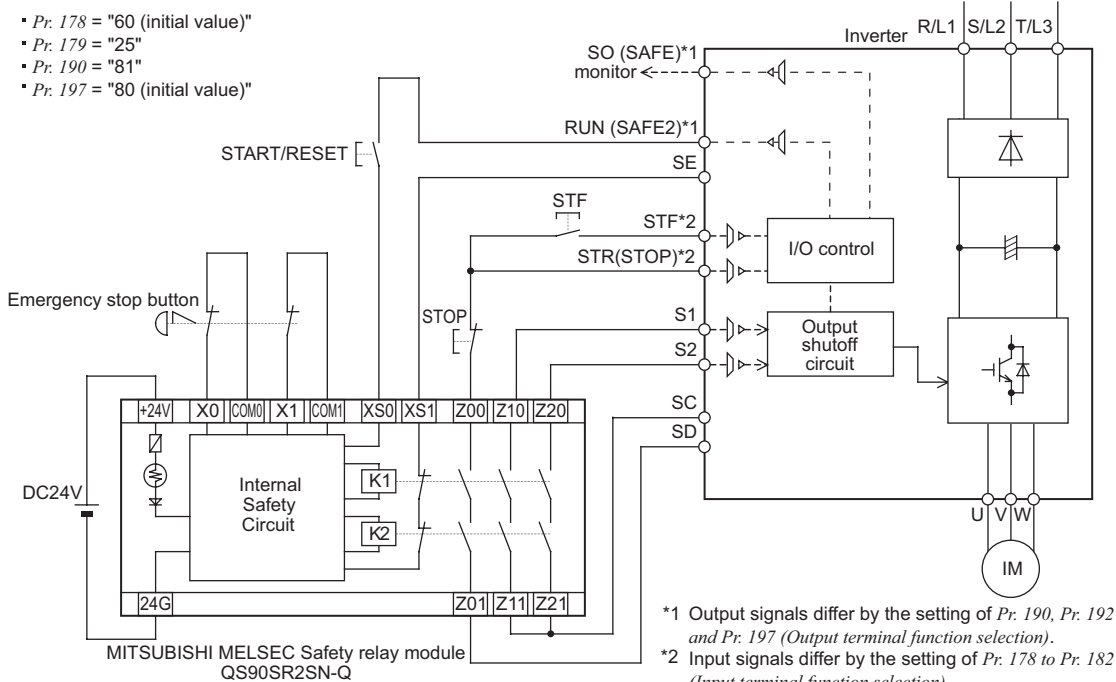 ▪ Pr. 178 = "60 (initial value)"
▪ Pr. 179 = "25"
▪ Pr. 190 = "81"
▪ Pr. 197 = "80 (initial value)"
Inverter
R/L1 S/L2 T/L3
SO (SAFE)*1
monitor
RUN (SAFE2)*1
START/RESET
SE
STF
STF*2
I/O control
STR(STOP)*2
Emergency stop button
STOP
S1
Output
shutoff
circuit
S2
SC
SD
+24V X0 COM0 X1 COM1 XS0 XS1 Z00 Z10 Z20
K1
DC24V
Internal
Safety
Circuit
K2
U V W
IM
24G Z01 Z11 Z21
MITSUBISHI MELSEC Safety relay module
QS90SR2SN-Q
*1 Output signals differ by the setting of Pr. 190, Pr. 192
and Pr. 197 (Output terminal function selection).
*2 Input signals differ by the setting of Pr. 178 to Pr. 182
(Input terminal function selection)